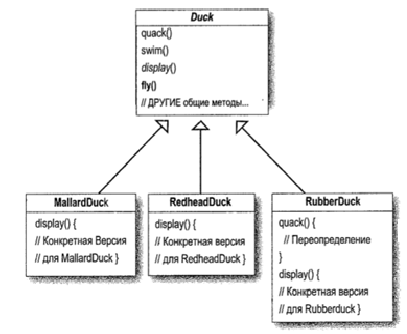 Duck
quack()
swim()
display()
fly()
// ДРУГИЕ общие методы...
MallardDuck
display() {
// Конкретная Версия
// для MallardDuck }
RedheadDuck
display() {
// Конкретная версия
// для RedheadDuck }
RubberDuck
quack() {
// Переопределение
}
display() {
// Конкретная версия
// для Rubberduck }